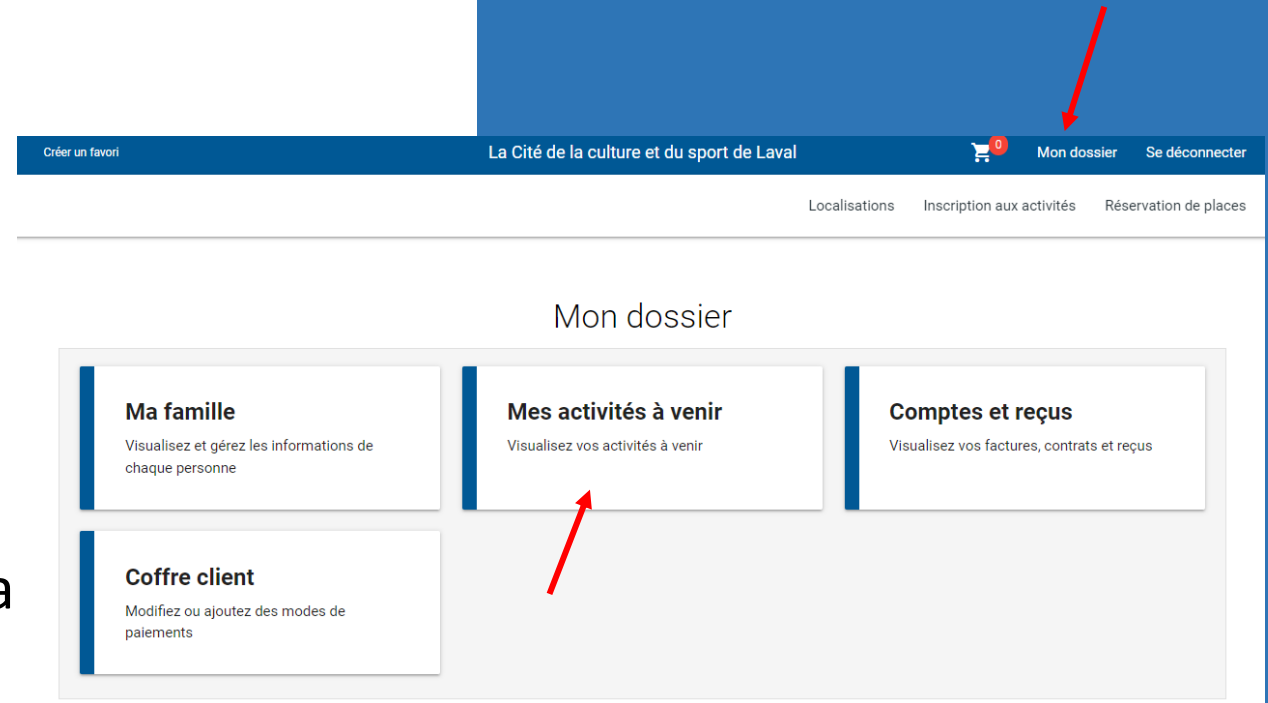 Créer un favori
La Cité de la culture et du sport de Laval
0
Mon dossier
Se déconnecter
Localisations
Inscription aux activités
Réservation de places
Mon dossier
Ma famille
Visualisez et gérez les informations de
chaque personne
Mes activités à venir
Visualisez vos activités à venir
Comptes et reçus
Visualisez vos factures, contrats et reçus
a
Coffre client
Modifiez ou ajoutez des modes de
paiements